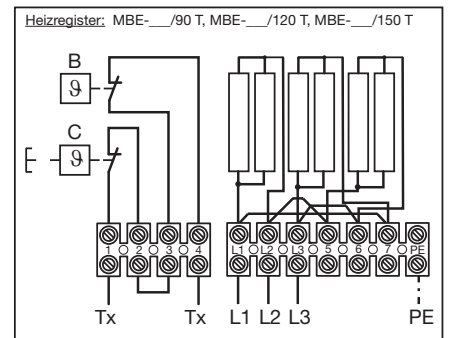 Heizregister: MBE-___/90 T, MBE-___/120 T, MBE-___/150 T
B
ϑ
C
ϑ
1 2 3 4 L1 L2 L3 5 6 7 PE
Tx Tx L1 L2 L3 PE